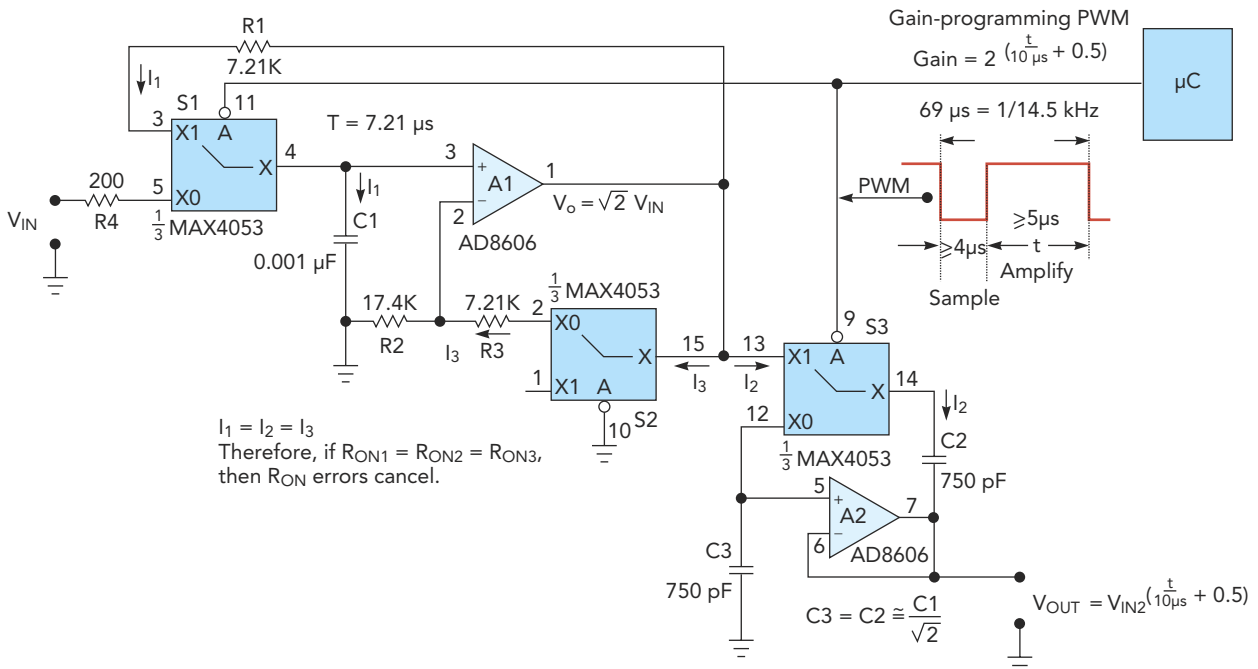 R1
7.21K
I1
S1
11
3
X1
A
X
4
5
X0
200
R4
VIN
1/3 MAX4053
T = 7.21 µs
I1
C1
0.001 µF
3
+
A1
1
−
2
AD8606
Vo = √2 VIN
Gain-programming PWM
Gain = 2 (t/10 µs + 0.5)
µC
69 µs = 1/14.5 kHz
PWM
≥4µs
≥5µs
t
Amplify
Sample
1/3 MAX4053
17.4K
R2
7.21K
R3
I3
2
X0
X
1
X1
A
10
S2
15
I3
13
I2
9
S3
X1
A
X
14
12
X0
1/3 MAX4053
I2
C2
750 pF
I1 = I2 = I3
Therefore, if RON1 = RON2 = RON3,
then RON errors cancel.
5
+
A2
7
−
6
AD8606
C3
750 pF
C3 = C2 ≅ C1/√2
VOUT = VIN2 (t/10µs + 0.5)